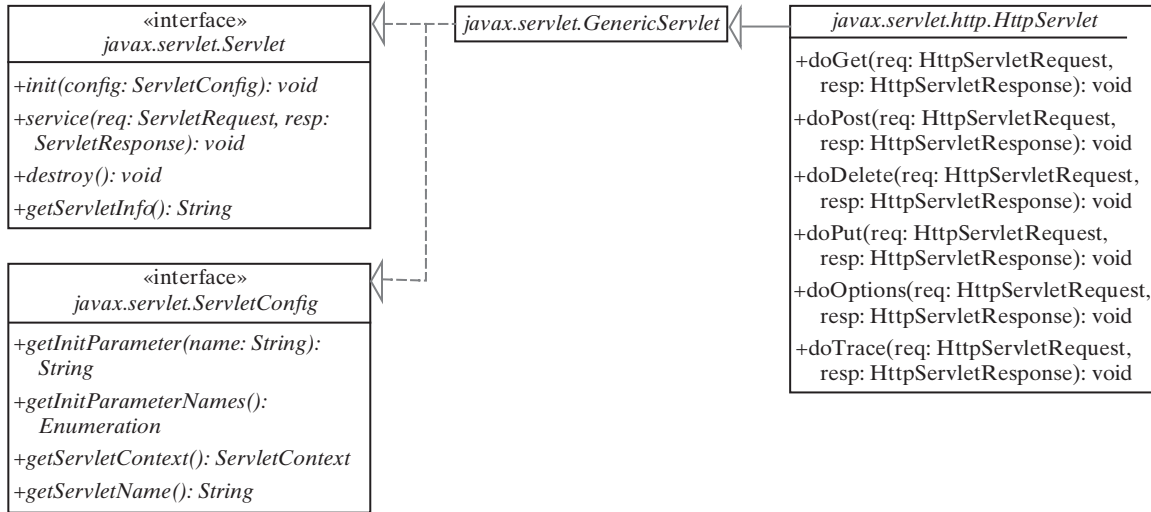 «interface»
javax.servlet.Servlet
+init(config: ServletConfig): void
+service(req: ServletRequest, resp:
ServletResponse): void
+destroy(): void
+getServletInfo(): String
«interface»
javax.servlet.ServletConfig
+getInitParameter(name: String):
String
+getInitParameterNames():
Enumeration
+getServletContext(): ServletContext
+getServletName(): String
javax.servlet.GenericServlet
javax.servlet.http.HttpServlet
+doGet(req: HttpServletRequest,
resp: HttpServletResponse): void
+doPost(req: HttpServletRequest,
resp: HttpServletResponse): void
+doDelete(req: HttpServletRequest,
resp: HttpServletResponse): void
+doPut(req: HttpServletRequest,
resp: HttpServletResponse): void
+doOptions(req: HttpServletRequest,
resp: HttpServletResponse): void
+doTrace(req: HttpServletRequest,
resp: HttpServletResponse): void